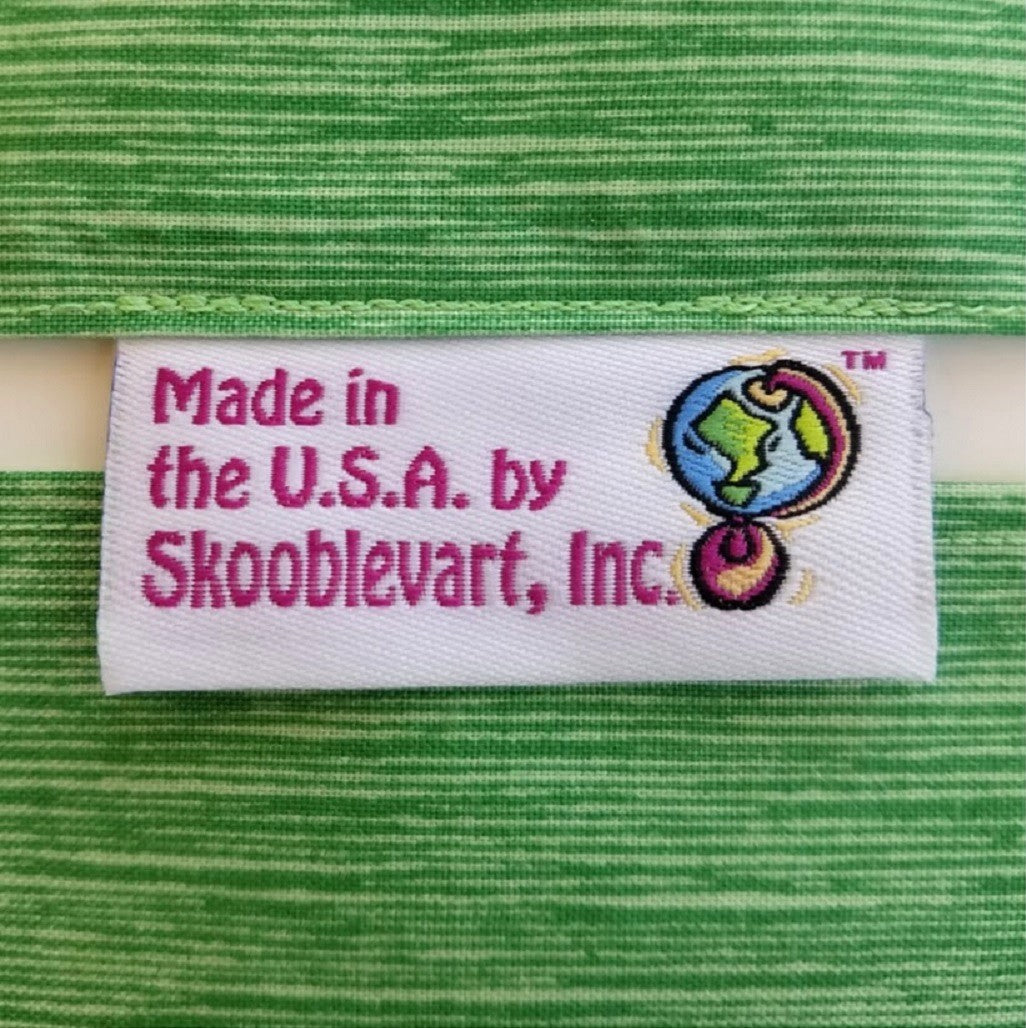 Made in
the U.S.A. by
Skooblevart, Inc.
TM